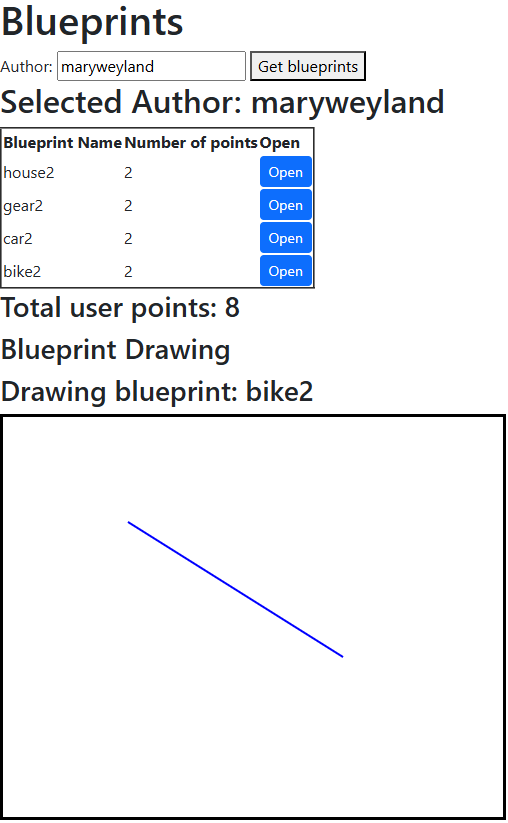 Blueprints
Author: maryweyland Get blueprints
Selected Author: maryweyland
Blueprint Name Number of points Open
house2 2 Open
gear2 2 Open
car2 2 Open
bike2 2 Open
Total user points: 8
Blueprint Drawing
Drawing blueprint: bike2